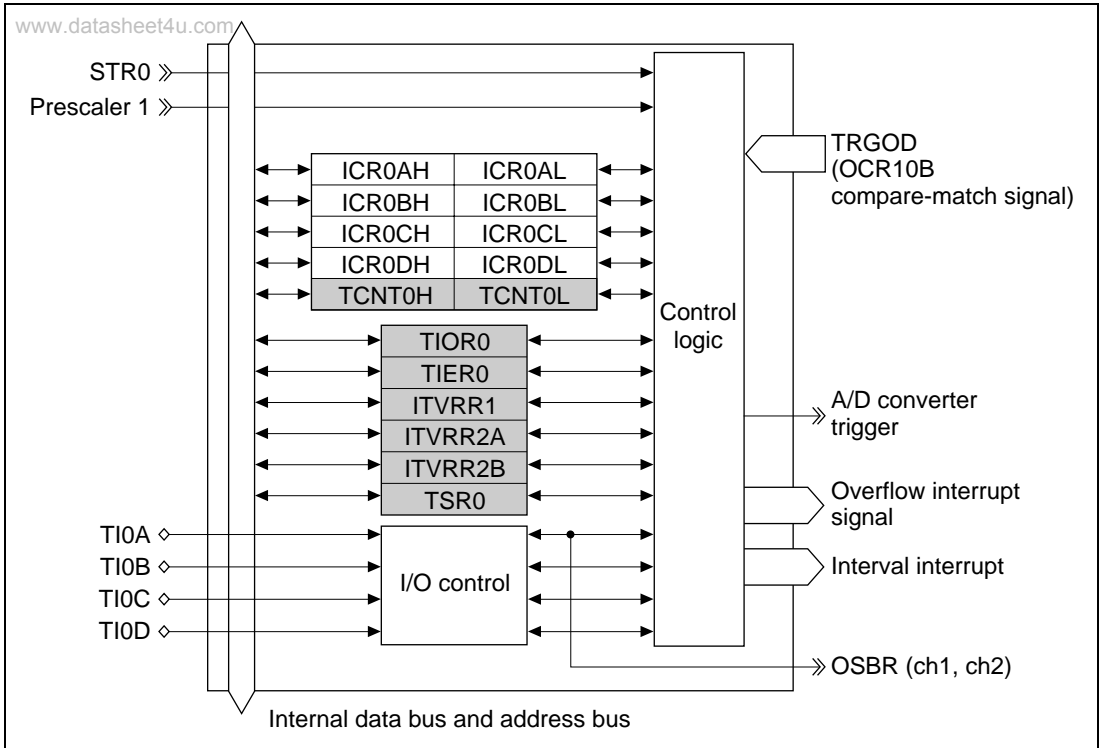 www.datasheet4u.com
STR0
Prescaler 1
TRGOD
(OCR10B
compare-match signal)
ICR0AH ICR0AL
ICR0BH ICR0BL
ICR0CH ICR0CL
ICR0DH ICR0DL
TCNT0H TCNT0L
Control
logic
TIOR0
TIER0
ITVRR1
ITVRR2A
ITVRR2B
TSR0
A/D converter
trigger
Overflow interrupt
signal
Interval interrupt
TI0A
TI0B
TI0C
TI0D
I/O control
OSBR (ch1, ch2)
Internal data bus and address bus